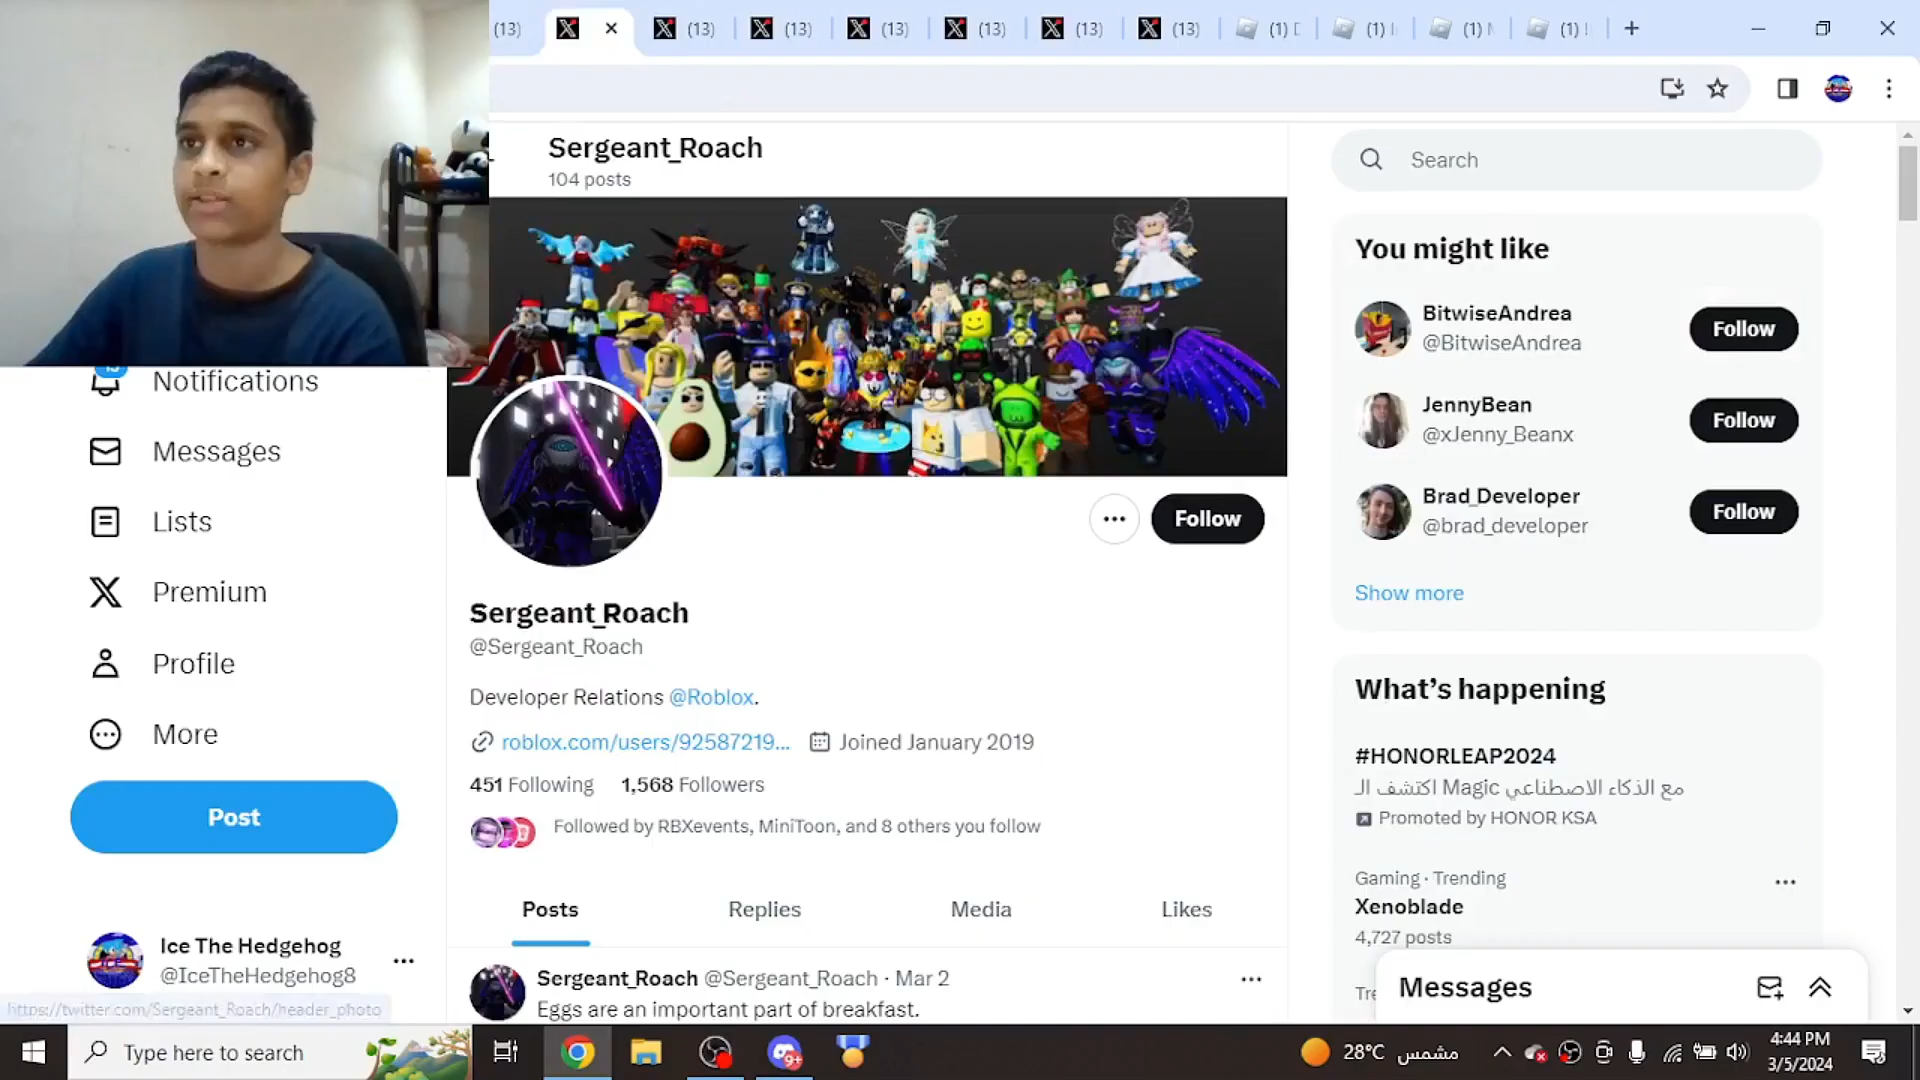 (13)
(13)
(13)
(13)
(13)
(13)
(13)
(1)
(1)
(1)
(1)
Sergeant_Roach
104 posts
Search
You might like
BitwiseAndrea
@BitwiseAndrea
Follow
JennyBean
@xJenny_Beanx
Follow
Brad_Developer
@brad_developer
Follow
Show more
Notifications
Messages
Lists
Premium
Profile
More
Post
Ice The Hedgehog
@IceTheHedgehog8
https://twitter.com/Sergeant_Roach/header_photo
Follow
Sergeant_Roach
@Sergeant_Roach
Developer Relations @Roblox.
roblox.com/users/92587219... Joined January 2019
451 Following 1,568 Followers
Followed by RBXevents, MiniToon, and 8 others you follow
Posts Replies Media Likes
Sergeant_Roach @Sergeant_Roach · Mar 2
Eggs are an important part of breakfast.
What's happening
#HONORLEAP2024
اكتشف الـ Magic مع الذكاء الاصطناعي
Promoted by HONOR KSA
Gaming · Trending
Xenoblade
4,727 posts
Messages
Type here to search
9+
28°C مشمس
4:44 PM
3/5/2024